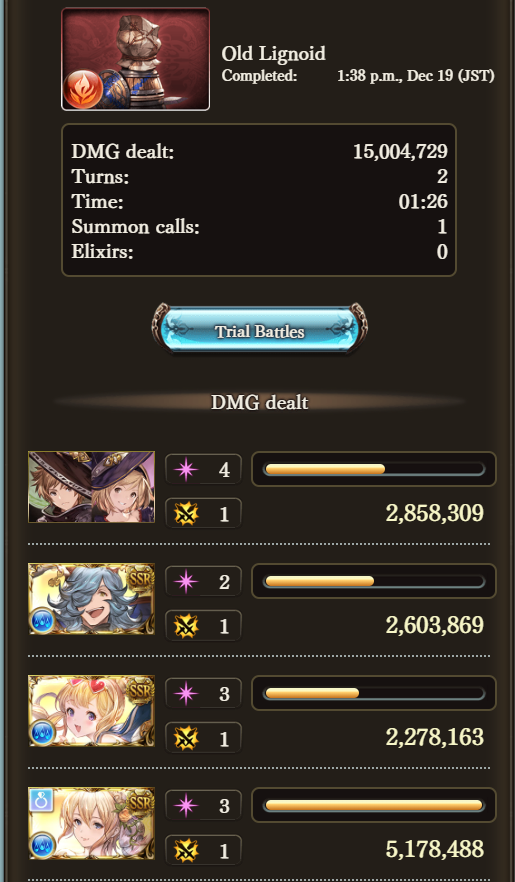 Old Lignoid
Completed: 1:38 p.m., Dec 19 (JST)
DMG dealt: 15,004,729
Turns: 2
Time: 01:26
Summon calls: 1
Elixirs: 0
Trial Battles
DMG dealt
4
1 2,858,309
SSR 2
1 2,603,869
SSR 3
1 2,278,163
SSR 3
1 5,178,488